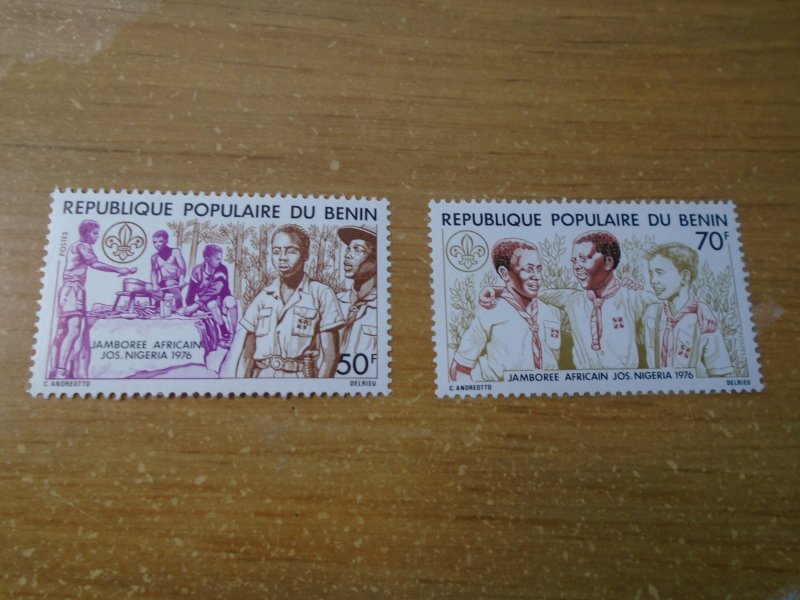 REPUBLIQUE POPULAIRE DU BENIN
POSTES
JAMBOREE AFRICAIN
JOS. NIGERIA 1976
50F
C. ANDREOTTO
DELRIEU
REPUBLIQUE POPULAIRE DU BENIN
70F
POSTES
JAMBOREE AFRICAIN JOS. NIGERIA 1976
C. ANDREOTTO
DELRIEU